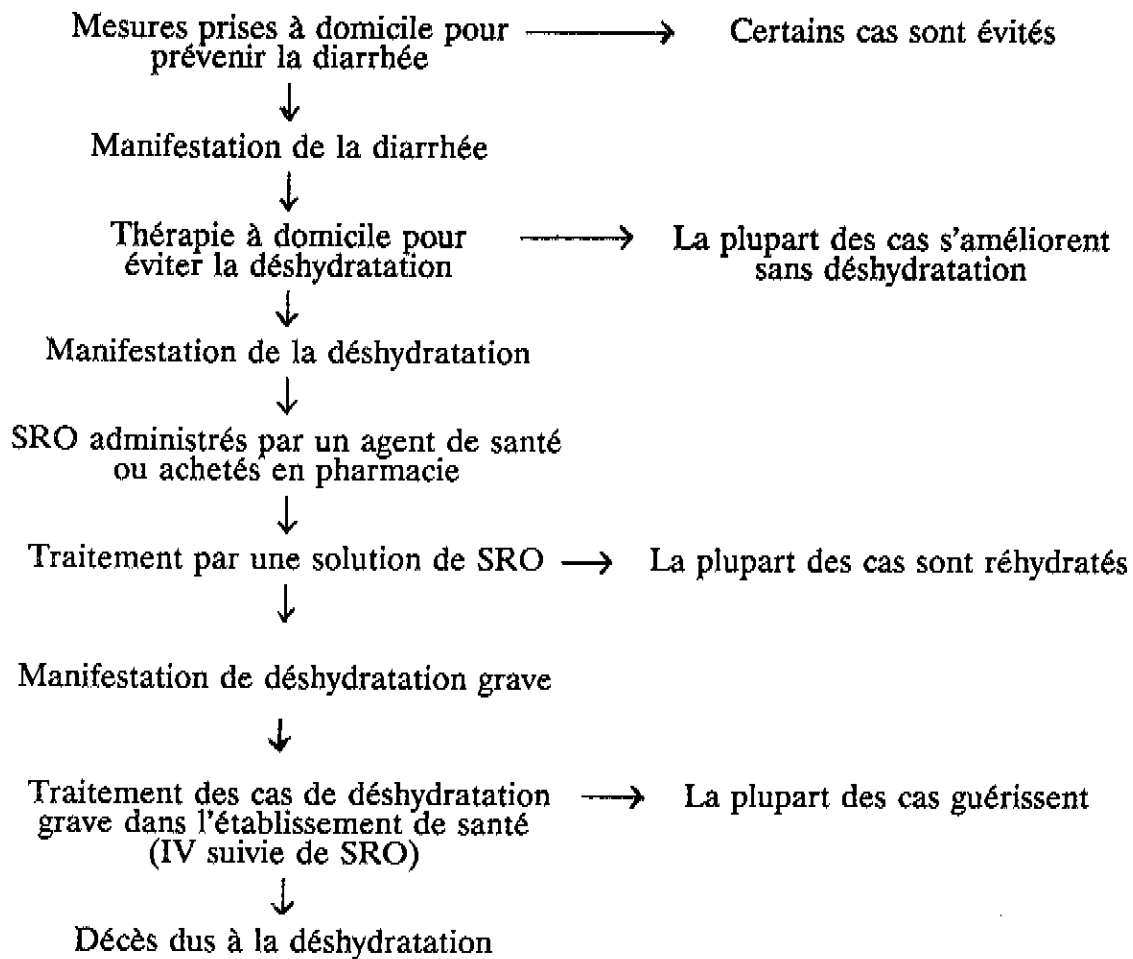 Mesures prises à domicile pour → Certains cas sont évités
prévenir la diarrhée
↓
Manifestation de la diarrhée
↓
Thérapie à domicile pour → La plupart des cas s'améliorent
éviter la déshydratation sans déshydratation
↓
Manifestation de la déshydratation
↓
SRO administrés par un agent de santé
ou achetés en pharmacie
↓
Traitement par une solution de SRO → La plupart des cas sont réhydratés
↓
Manifestation de déshydratation grave
↓
Traitement des cas de déshydratation → La plupart des cas guérissent
grave dans l'établissement de santé
(IV suivie de SRO)
↓
Décès dus à la déshydratation